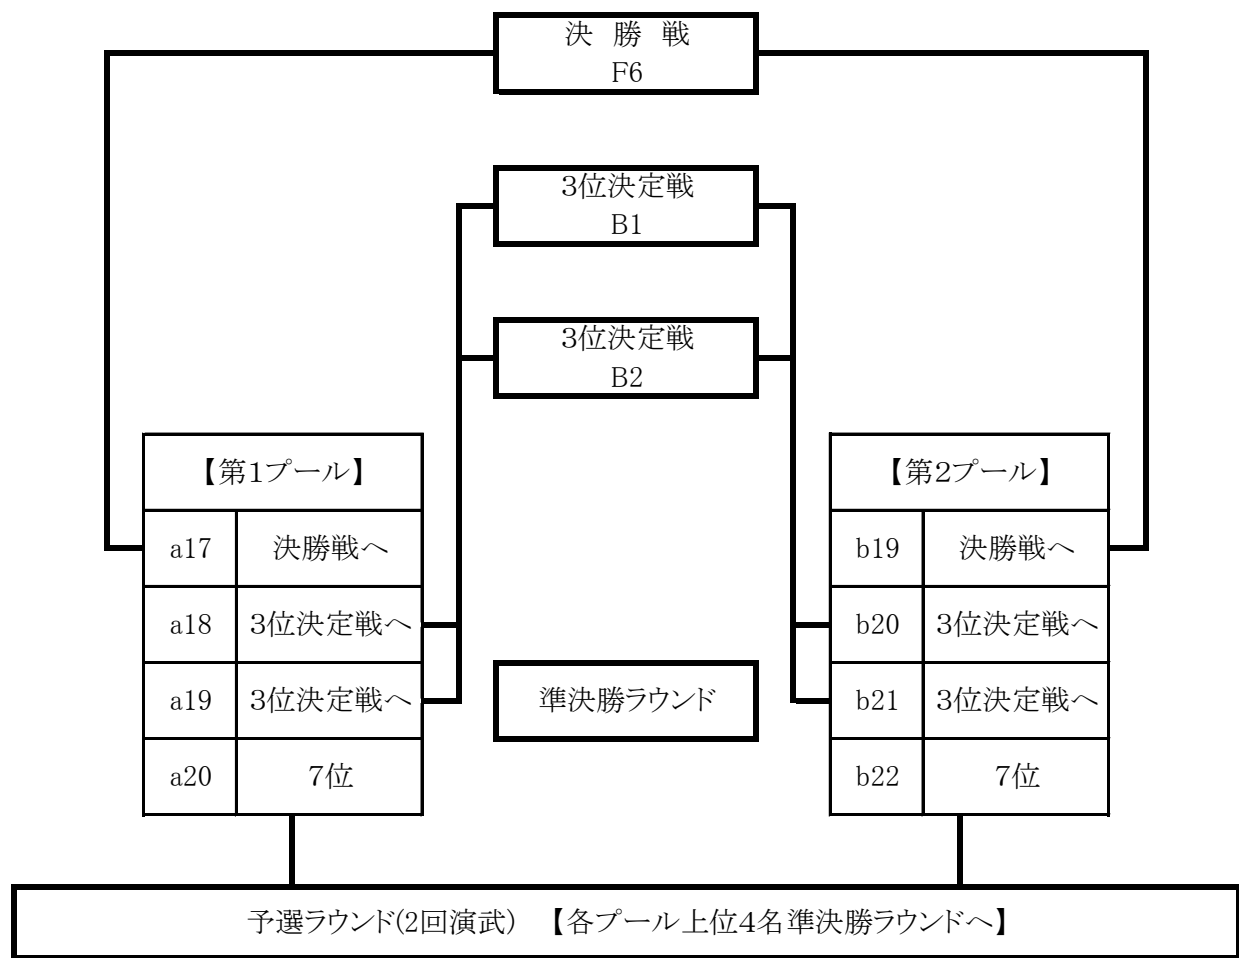 決 勝 戦
F6
3位決定戦
B1
3位決定戦
B2
【第1プール】
a17 決勝戦へ
a18 3位決定戦へ
a19 3位決定戦へ
a20 7位
準決勝ラウンド
【第2プール】
b19 決勝戦へ
b20 3位決定戦へ
b21 3位決定戦へ
b22 7位
予選ラウンド(2回演武) 【各プール上位4名準決勝ラウンドへ】